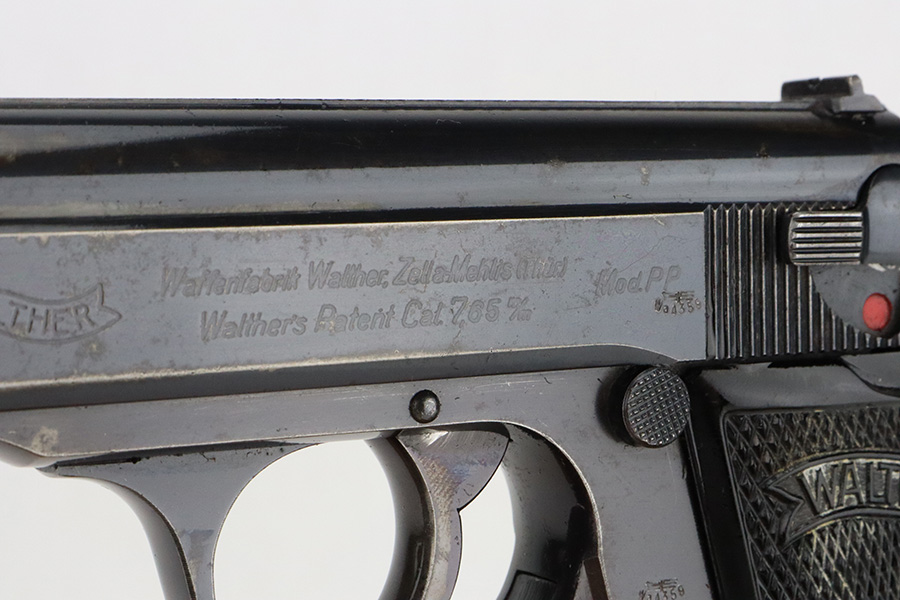 THER
Waffenfabrik Walther, Zella-Mehlis (Thür)
Walther's Patent Cal. 7,65 m/m
Mod. PP
WALT